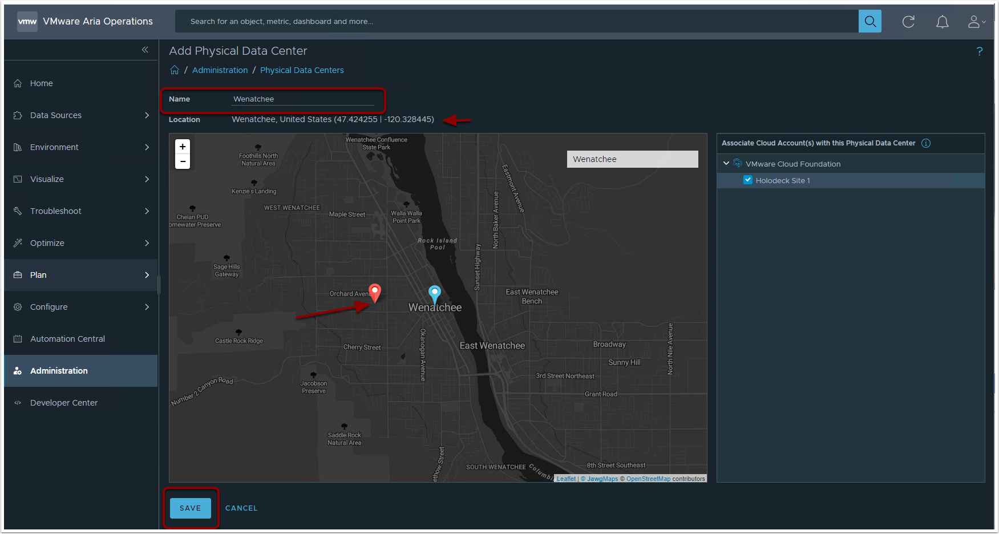 vmw VMware Aria Operations
Search for an object, metric, dashboard and more...
Add Physical Data Center
?
/ Administration / Physical Data Centers
Home
Data Sources
Environment
Visualize
Troubleshoot
Optimize
Plan
Configure
Automation Central
Administration
Developer Center
Name Wenatchee
Location Wenatchee, United States (47.424255 | -120.328445)
+
-
Wenatchee
Wenatchee Confluence
State Park
Foothills North
Natural Area
Kenzie's Landing
WEST WENATCHEE
Maple Street
Walla Walla
Point Park
Chelan PUD
omewater Preserve
Eastmont Avenue
North Baker Avenue
Rock Island
Pool
Sunset Highway
Sage Hills
Gateway
Orchard Avenu
Wenatchee
East Wenatchee
Bench
Castle Rock Ridge
Cherry Street
Okanogan Avenue
East Wenatchee
Broadway
North Nile Avenue
Sunny Hill
3rd Street Northeast
Grant Road
Jacobson
Preserve
Number 2 Canyon Road
Saddle Rock
Natural Area
ethow Street
SOUTH WENATCHEE
Columbi
8th Street Southeast
Leaflet | © JawgMaps © OpenStreetMap contributors
Associate Cloud Account(s) with this Physical Data Center
VMware Cloud Foundation
Holodeck Site 1
SAVE
CANCEL